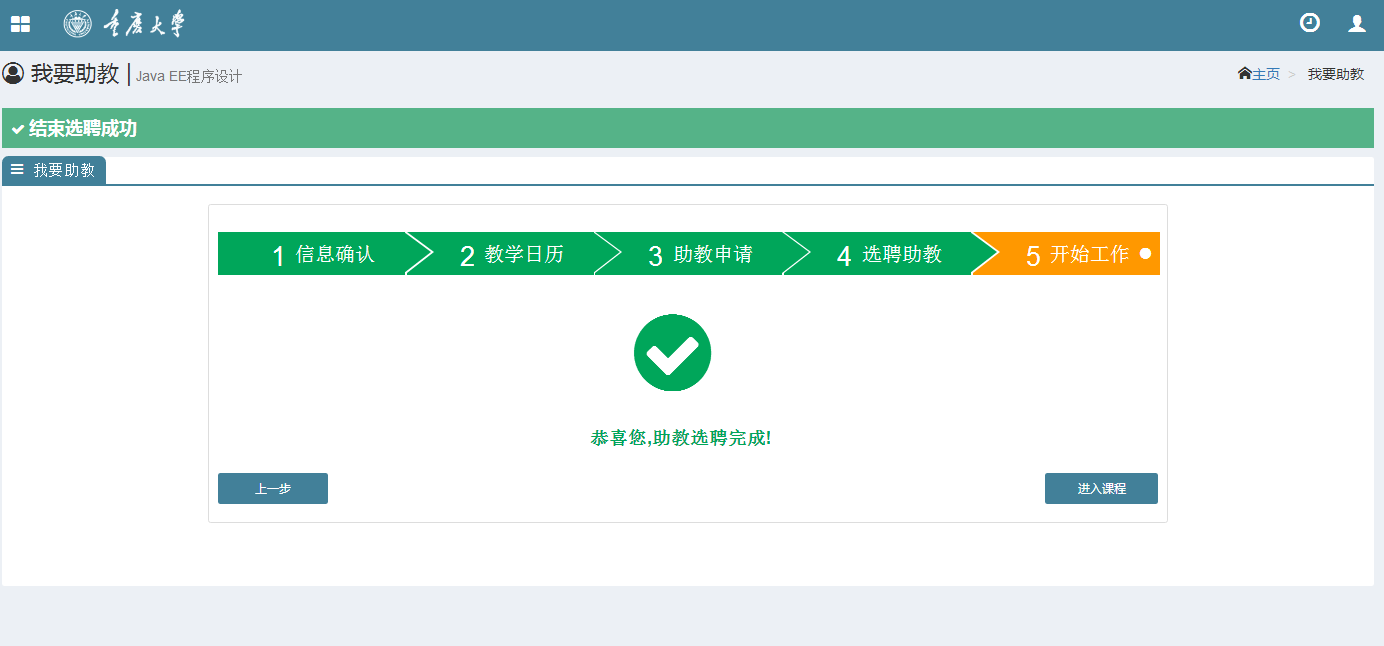 重庆大学
我要助教 | Java EE程序设计
主页 > 我要助教
结束选聘成功
我要助教
1 信息确认 2 教学日历 3 助教申请 4 选聘助教 5 开始工作
恭喜您,助教选聘完成!
上一步 进入课程